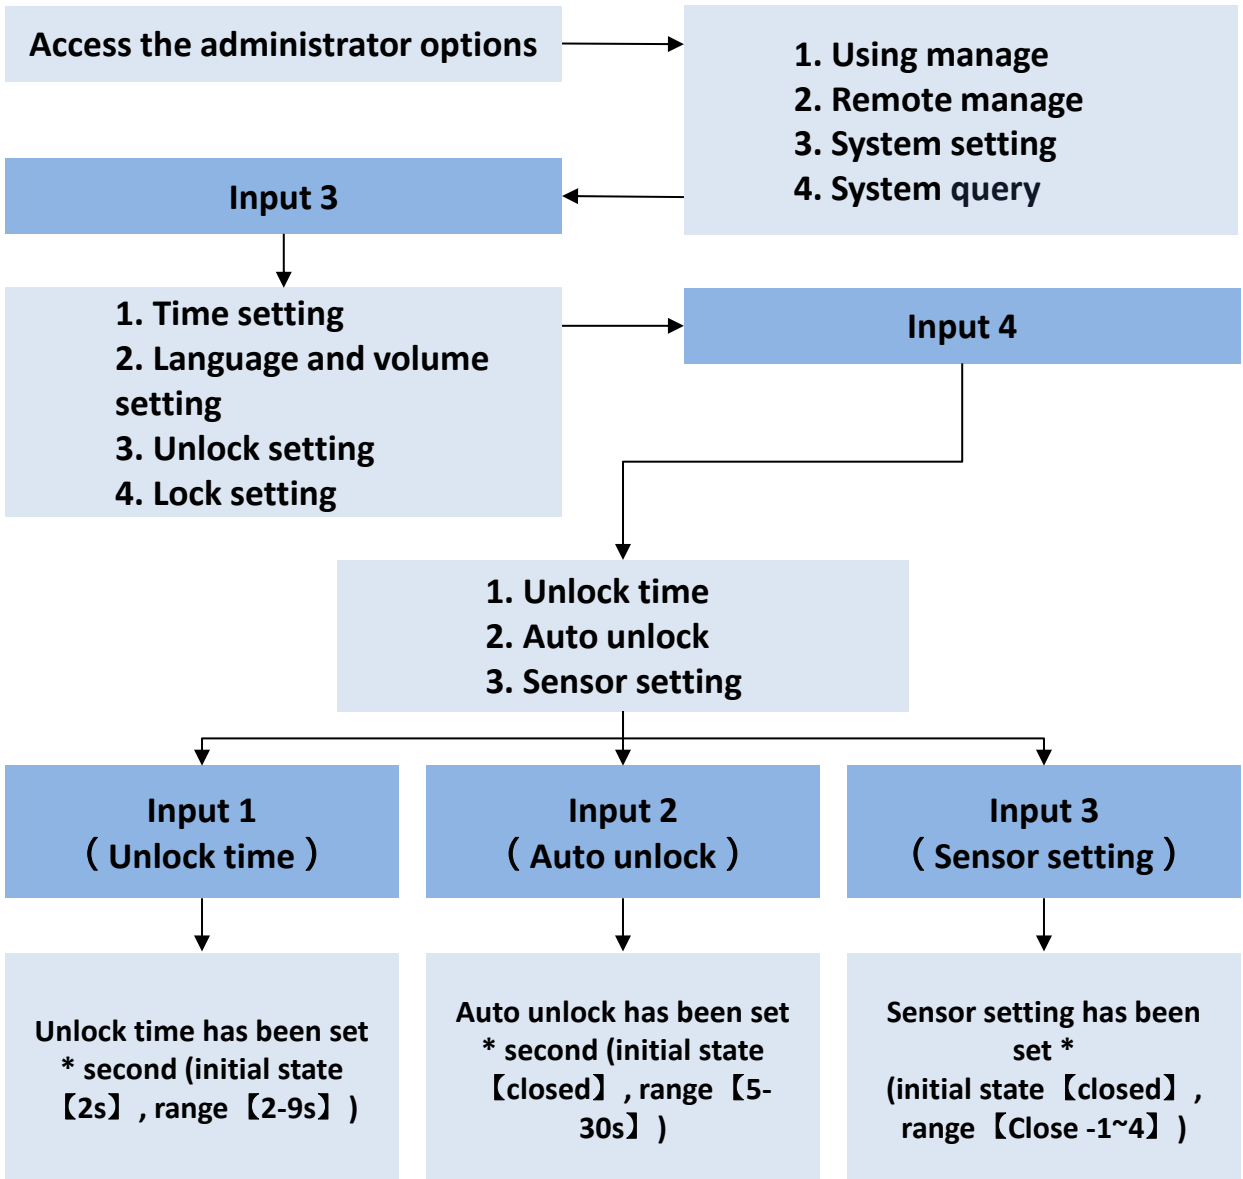 Access the administrator options
1. Using manage
2. Remote manage
3. System setting
4. System query
Input 3
1. Time setting
2. Language and volume
setting
3. Unlock setting
4. Lock setting
Input 4
1. Unlock time
2. Auto unlock
3. Sensor setting
Input 1
（ Unlock time ）
Input 2
（ Auto unlock ）
Input 3
（ Sensor setting ）
Unlock time has been set
* second (initial state
【2s】, range【2-9s】)
Auto unlock has been set
* second (initial state
【closed】, range【5-
30s】)
Sensor setting has been
set *
(initial state【closed】,
range【Close -1~4】)